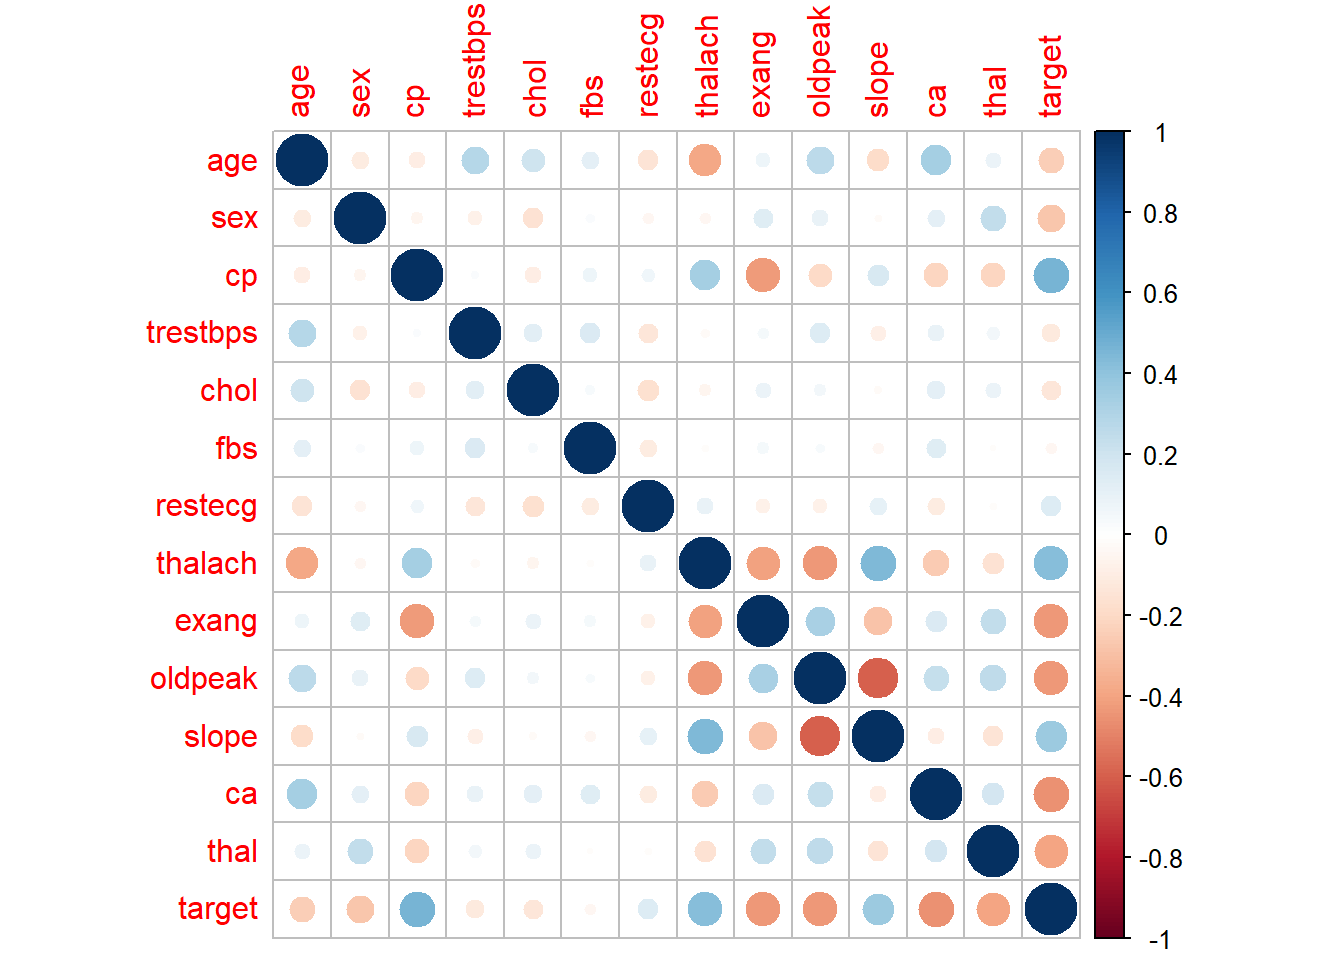 age sex cp trestbps chol fbs restecg thalach exang oldpeak slope ca thal target
age
sex
cp
trestbps
chol
fbs
restecg
thalach
exang
oldpeak
slope
ca
thal
target
1
0.8
0.6
0.4
0.2
0
-0.2
-0.4
-0.6
-0.8
-1